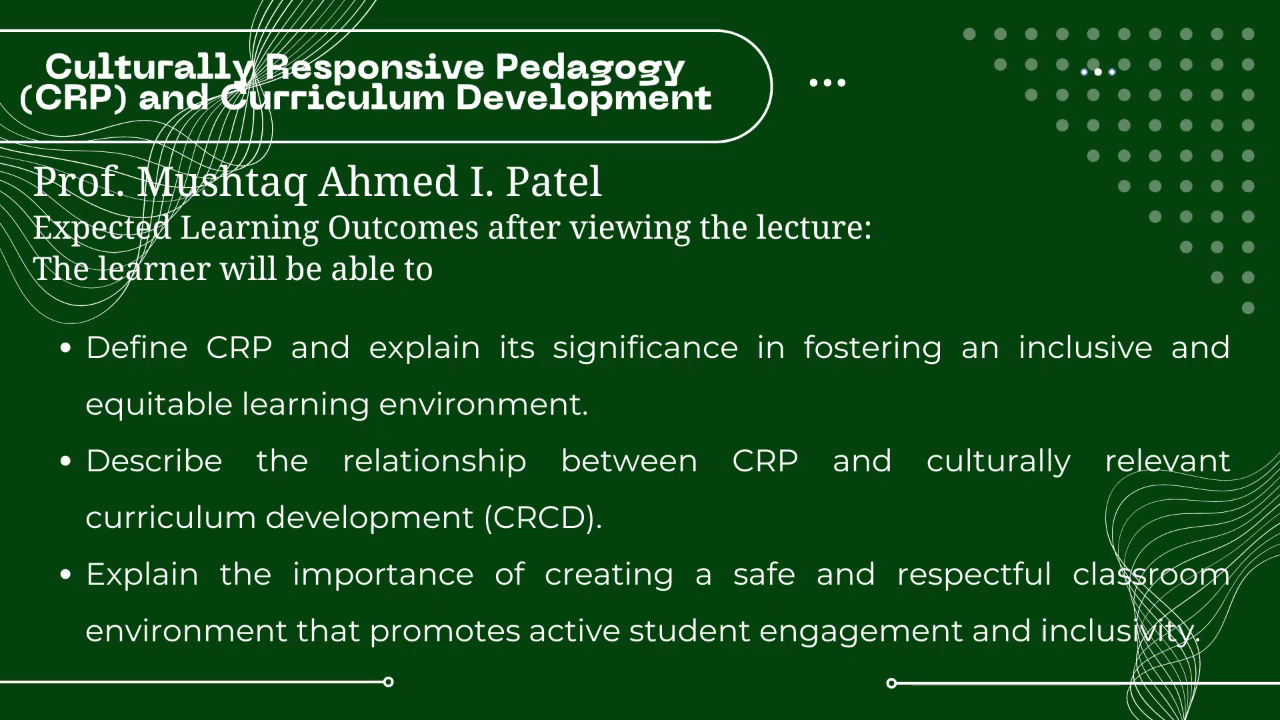 Culturally Responsive Pedagogy
(CRP) and Curriculum Development
Prof. Mushtaq Ahmed I. Patel
Expected Learning Outcomes after viewing the lecture:
The learner will be able to
• Define CRP and explain its significance in fostering an inclusive and
equitable learning environment.
• Describe the relationship between CRP and culturally relevant
curriculum development (CRCD).
• Explain the importance of creating a safe and respectful classroom
environment that promotes active student engagement and inclusivity.